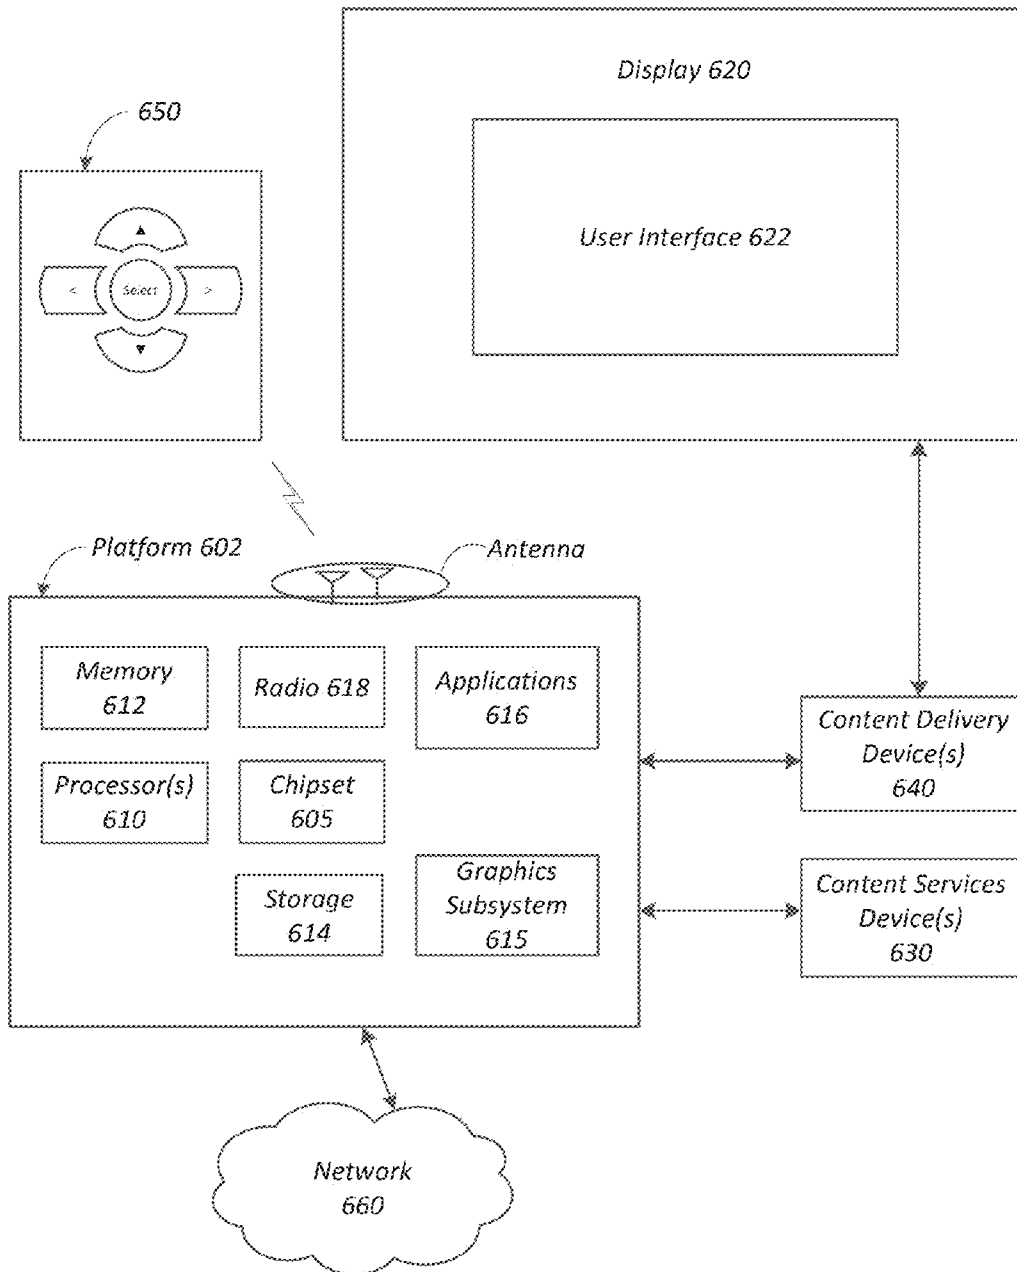 Display 620
User Interface 622
650
▲
<
Select
>
▼
Platform 602
Antenna
Memory
612
Radio 618
Applications
616
Processor(s)
610
Chipset
605
Storage
614
Graphics
Subsystem
615
Content Delivery
Device(s)
640
Content Services
Device(s)
630
Network
660